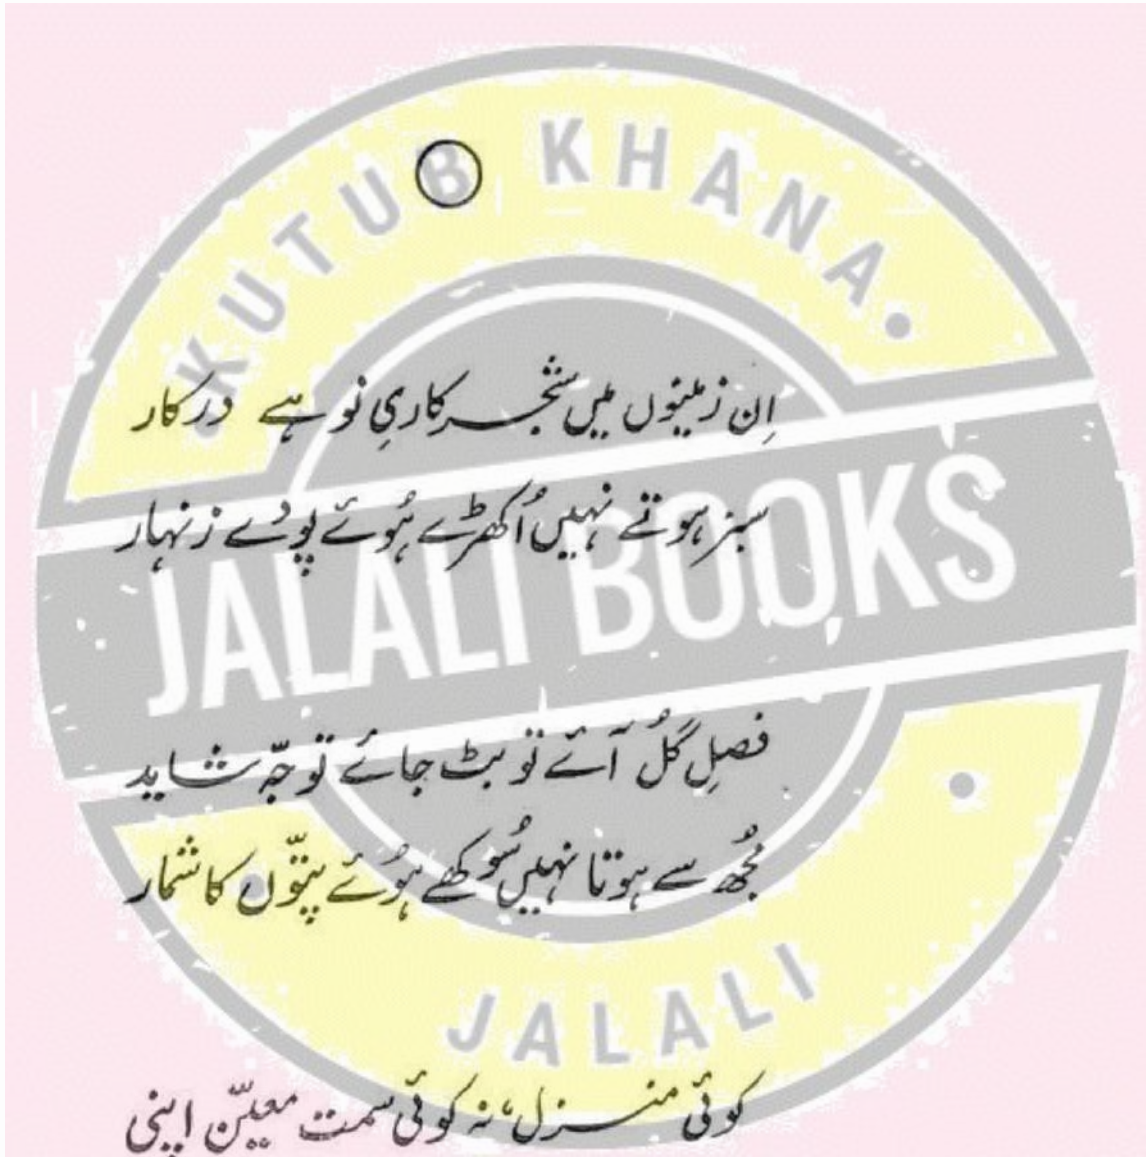 KUTUB KHANA
اِن زمینوں میں شجر کاریِ نو ہے درکار
سبز ہوتے نہیں اُکھڑے ہُوئے پودے زنہار
JALALI BOOKS
فصلِ گُل آئے تو بٹ جائے توجّہ شاید
مُجھ سے ہوتا نہیں سُوکھے ہُوئے پتّوں کا شمار
JALALI
کوئی منزل، نہ کوئی سمت معیّن اپنی